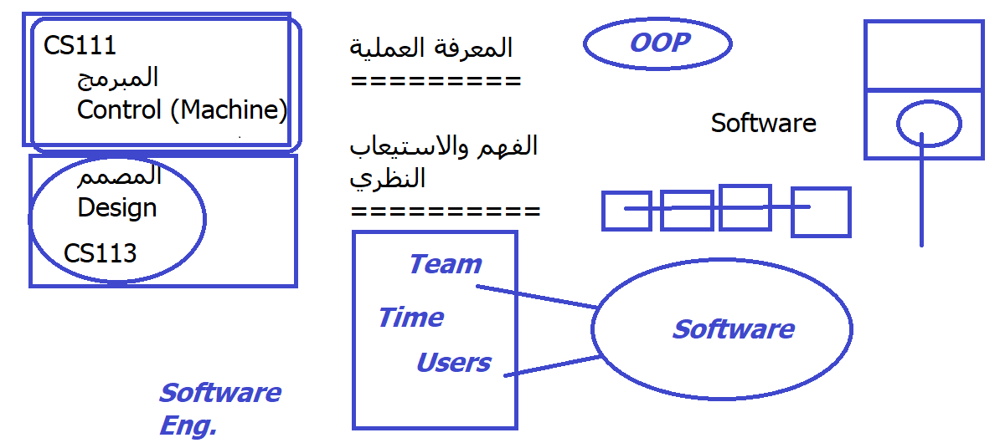 CS111
المبرمج
Control (Machine)
المصمم
Design
CS113
المعرفة العملية
=========
الفهم والاستيعاب
النظري
==========
Team
Time
Users
OOP
Software
Software
Software
Eng.